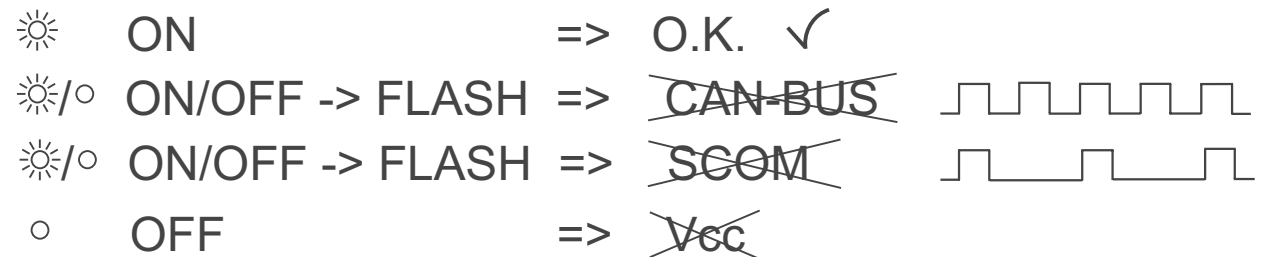 ON => O.K. ✓
ON/OFF -> FLASH => CAN-BUS
ON/OFF -> FLASH => SCOM
OFF => Vcc